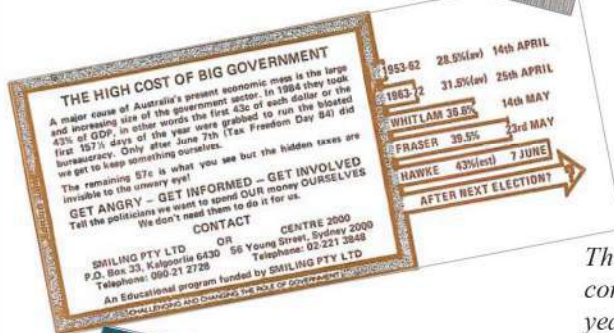 THE HIGH COST OF BIG GOVERNMENT
A major cause of Australia's present economic mess is the large
and increasing size of the government sector. In 1984 they took
43% of GDP, in other words the first 43c of each dollar or the
first 157½ days of the year were grabbed to run the bloated
bureaucracy. Only after June 7th (Tax Freedom Day 84) did
we get to keep something ourselves.
The remaining 57c is what you see but the hidden taxes are
invisible to the unwary eye!
GET ANGRY – GET INFORMED – GET INVOLVED
Tell the politicians we want to spend OUR money OURSELVES
We don't need them to do it for us.
CONTACT
SMILING PTY LTD OR CENTRE 2000
P.O. Box 33, Kalgoorlie 6430 56 Young Street, Sydney 2000
Telephone: 090-21 2728 Telephone: 02-221 3848
An Educational program funded by SMILING PTY LTD
CHALLENGING AND CHANGING THE ROLE OF GOVERNMENT
1953-62 28.5%(av) 14th APRIL
1963-72 31.5%(av) 25th APRIL
WHITLAM 36.8% 14th MAY
FRASER 39.5% 23rd MAY
HAWKE 43%(est) 7 JUNE
AFTER NEXT ELECTION?